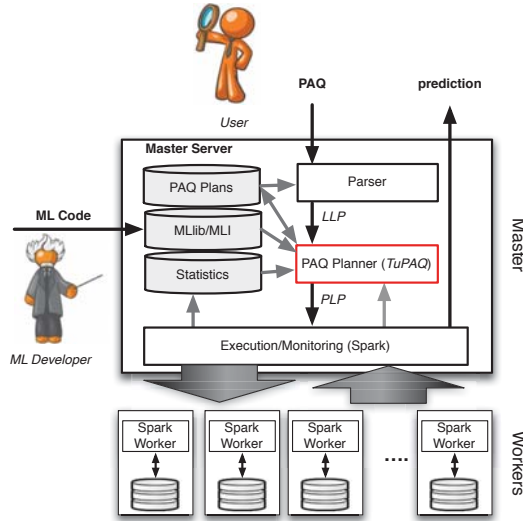 User
PAQ
prediction
Master Server
PAQ Plans
Parser
ML Code
MLlib/MLI
LLP
Statistics
PAQ Planner (TuPAQ)
PLP
ML Developer
Execution/Monitoring (Spark)
Master
Spark
Worker
Spark
Worker
Spark
Worker
....
Spark
Worker
Workers